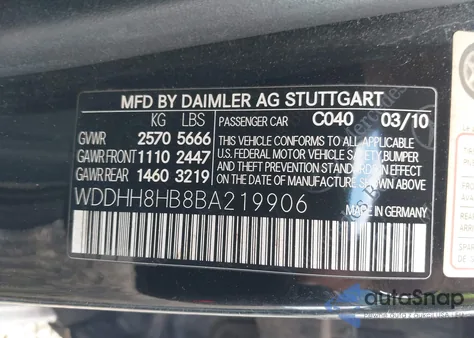 MFD BY DAIMLER AG STUTTGART
KG LBS
PASSENGER CAR C040 03/10
GVWR 2570 5666
GAWR FRONT 1110 2447
GAWR REAR 1460 3219
THIS VEHICLE CONFORMS TO ALL APPLICABLE
U.S. FEDERAL MOTOR VEHICLE SAFETY, BUMPER
AND THEFT PREVENTION STANDARDS IN EFFECT
ON THE DATE OF MANUFACTURE SHOWN ABOVE.
WDDHH8HB8BA219906
MADE IN GERMANY
autoSnap